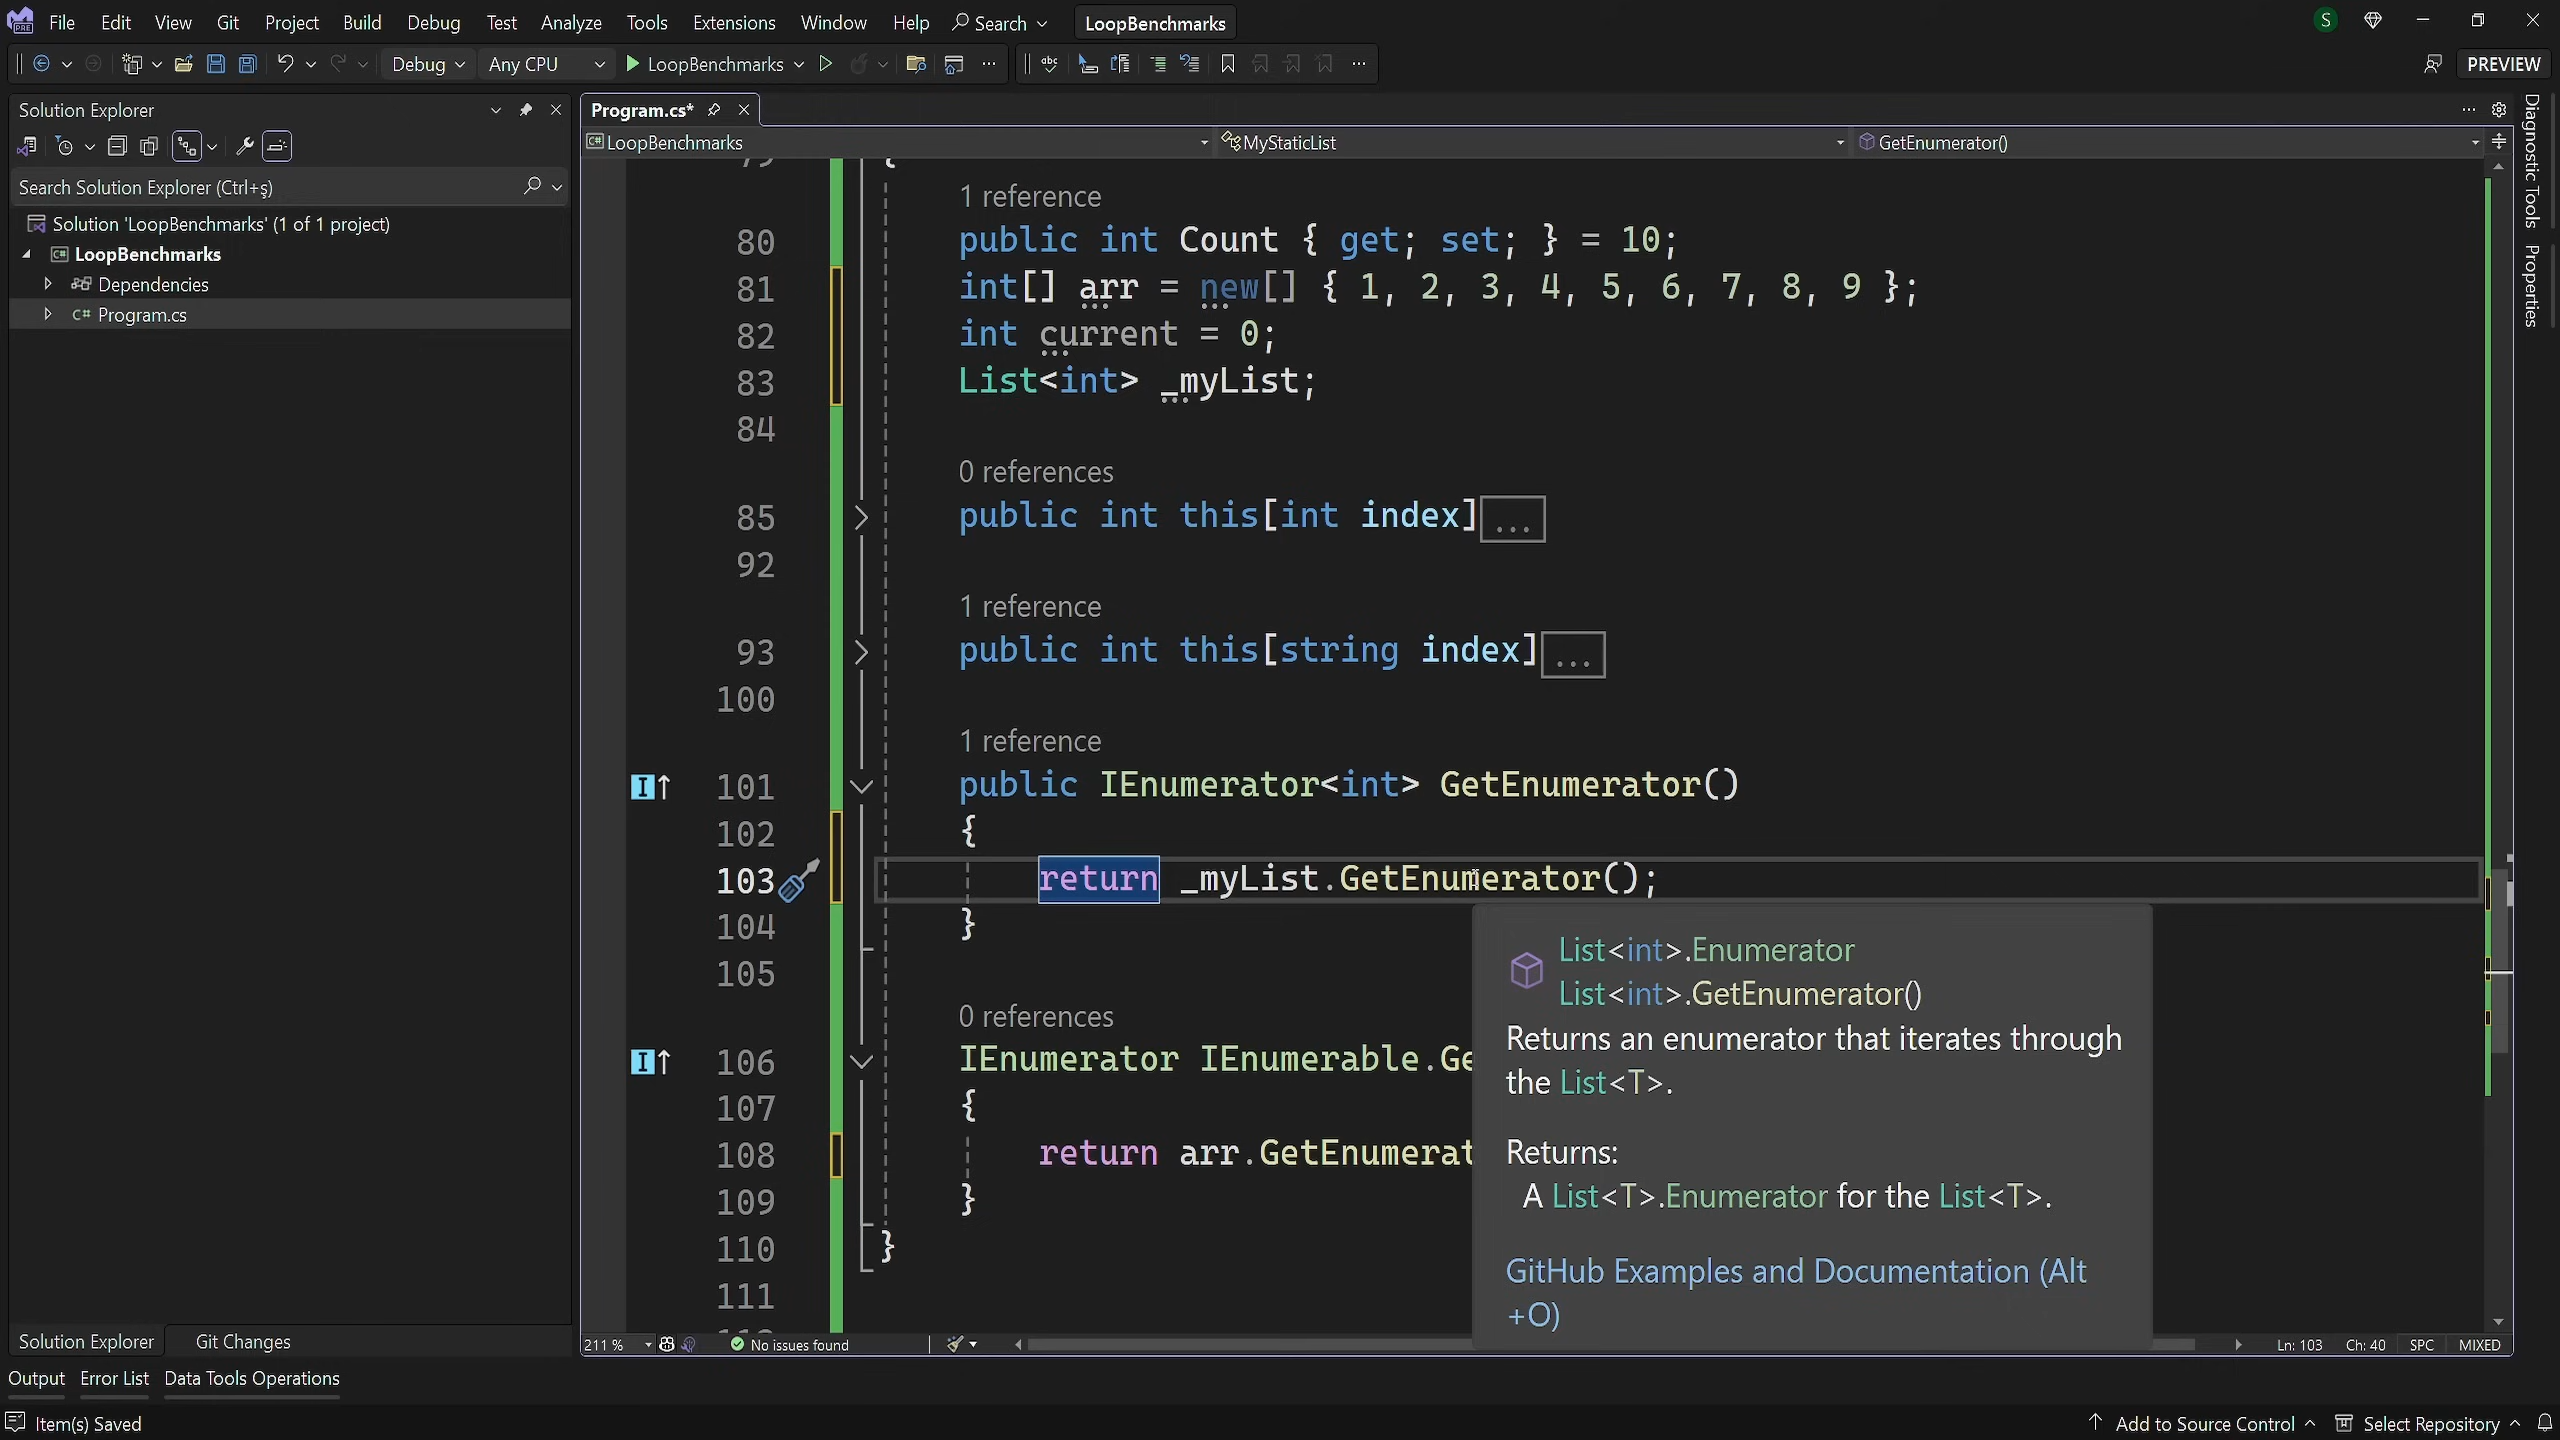 File Edit View Git Project Build Debug Test Analyze Tools Extensions Window Help Search LoopBenchmarks S
Debug Any CPU LoopBenchmarks PREVIEW
Solution Explorer
Search Solution Explorer (Ctrl+ş)
Solution 'LoopBenchmarks' (1 of 1 project)
LoopBenchmarks
Dependencies
C# Program.cs
Program.cs*
C# LoopBenchmarks MyStaticList GetEnumerator()
79 {
1 reference
80 public int Count { get; set; } = 10;
81 int[] arr = new[] { 1, 2, 3, 4, 5, 6, 7, 8, 9 };
82 int current = 0;
83 List<int> _myList;
84
0 references
85 public int this[int index]...
92
1 reference
93 public int this[string index]...
100
1 reference
101 public IEnumerator<int> GetEnumerator()
102 {
103 return _myList.GetEnumerator();
104 }
105
0 references
106 IEnumerator IEnumerable.Ge
107 {
108 return arr.GetEnumerat
109 }
110 }
111
List<int>.Enumerator
List<int>.GetEnumerator()
Returns an enumerator that iterates through
the List<T>.
Returns:
A List<T>.Enumerator for the List<T>.
GitHub Examples and Documentation (Alt
+O)
Diagnostic Tools
Properties
Solution Explorer Git Changes
211 % No issues found Ln: 103 Ch: 40 SPC MIXED
Output Error List Data Tools Operations
Item(s) Saved Add to Source Control Select Repository